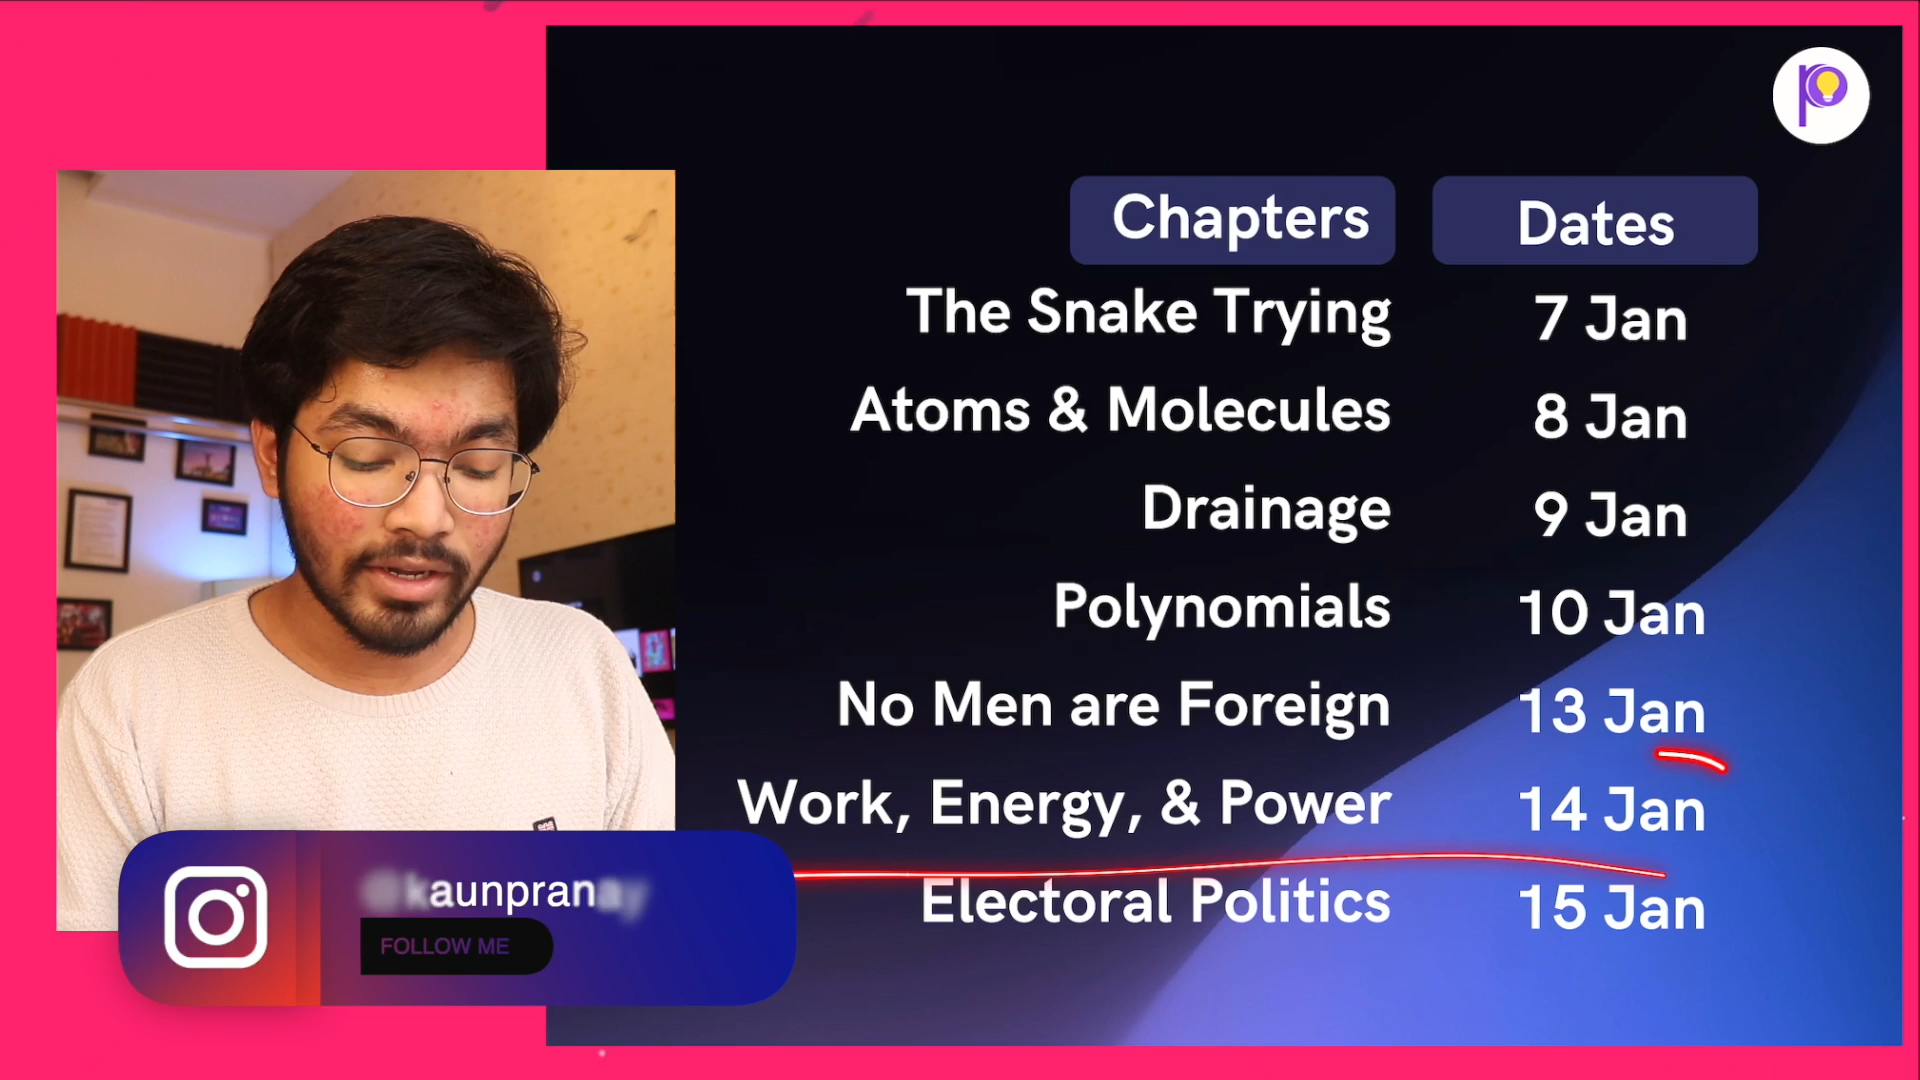 Chapters Dates
The Snake Trying 7 Jan
Atoms & Molecules 8 Jan
Drainage 9 Jan
Polynomials 10 Jan
No Men are Foreign 13 Jan
Work, Energy, & Power 14 Jan
Electoral Politics 15 Jan
@kaunpranay
FOLLOW ME